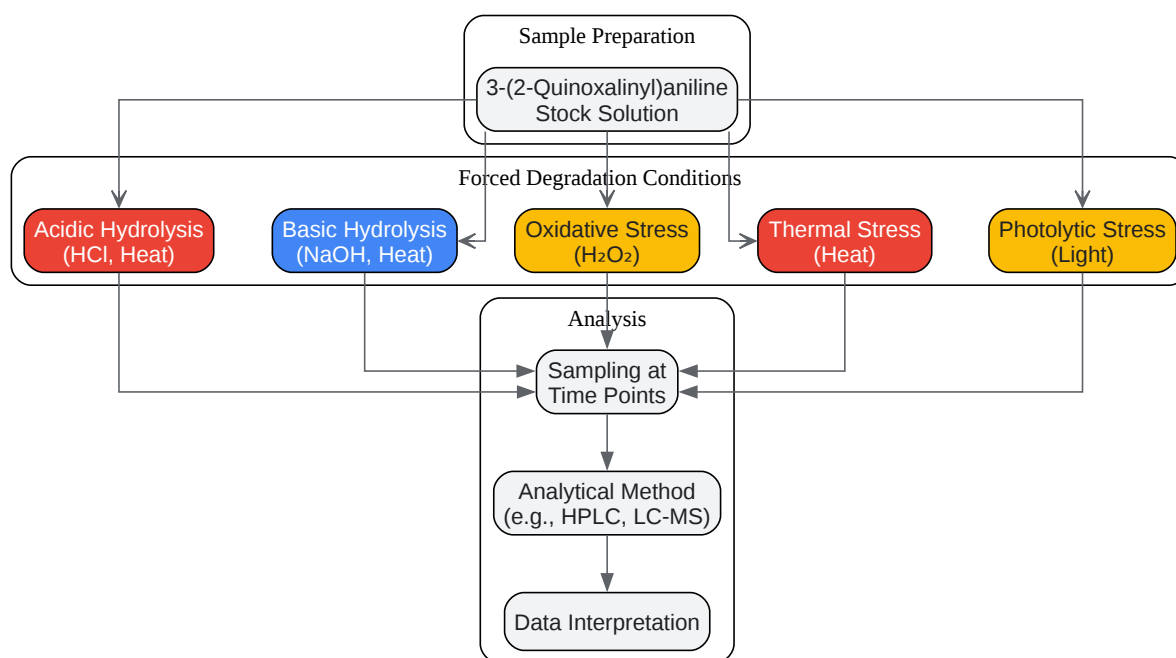 Sample Preparation
3-(2-Quinoxalinyl)aniline
Stock Solution
Forced Degradation Conditions
Acidic Hydrolysis
(HCl, Heat)
Basic Hydrolysis
(NaOH, Heat)
Oxidative Stress
(H₂O₂)
Thermal Stress
(Heat)
Photolytic Stress
(Light)
Analysis
Sampling at
Time Points
Analytical Method
(e.g., HPLC, LC-MS)
Data Interpretation